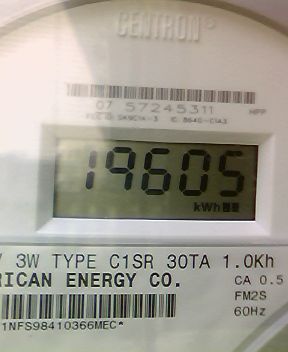 CENTRON®
07 57245311 HPP
19605
kWh
3W TYPE C1SR 30TA 1.0Kh
RICAN ENERGY CO. CA 0.5
FM2S
60Hz
1NFS98410366MEC*